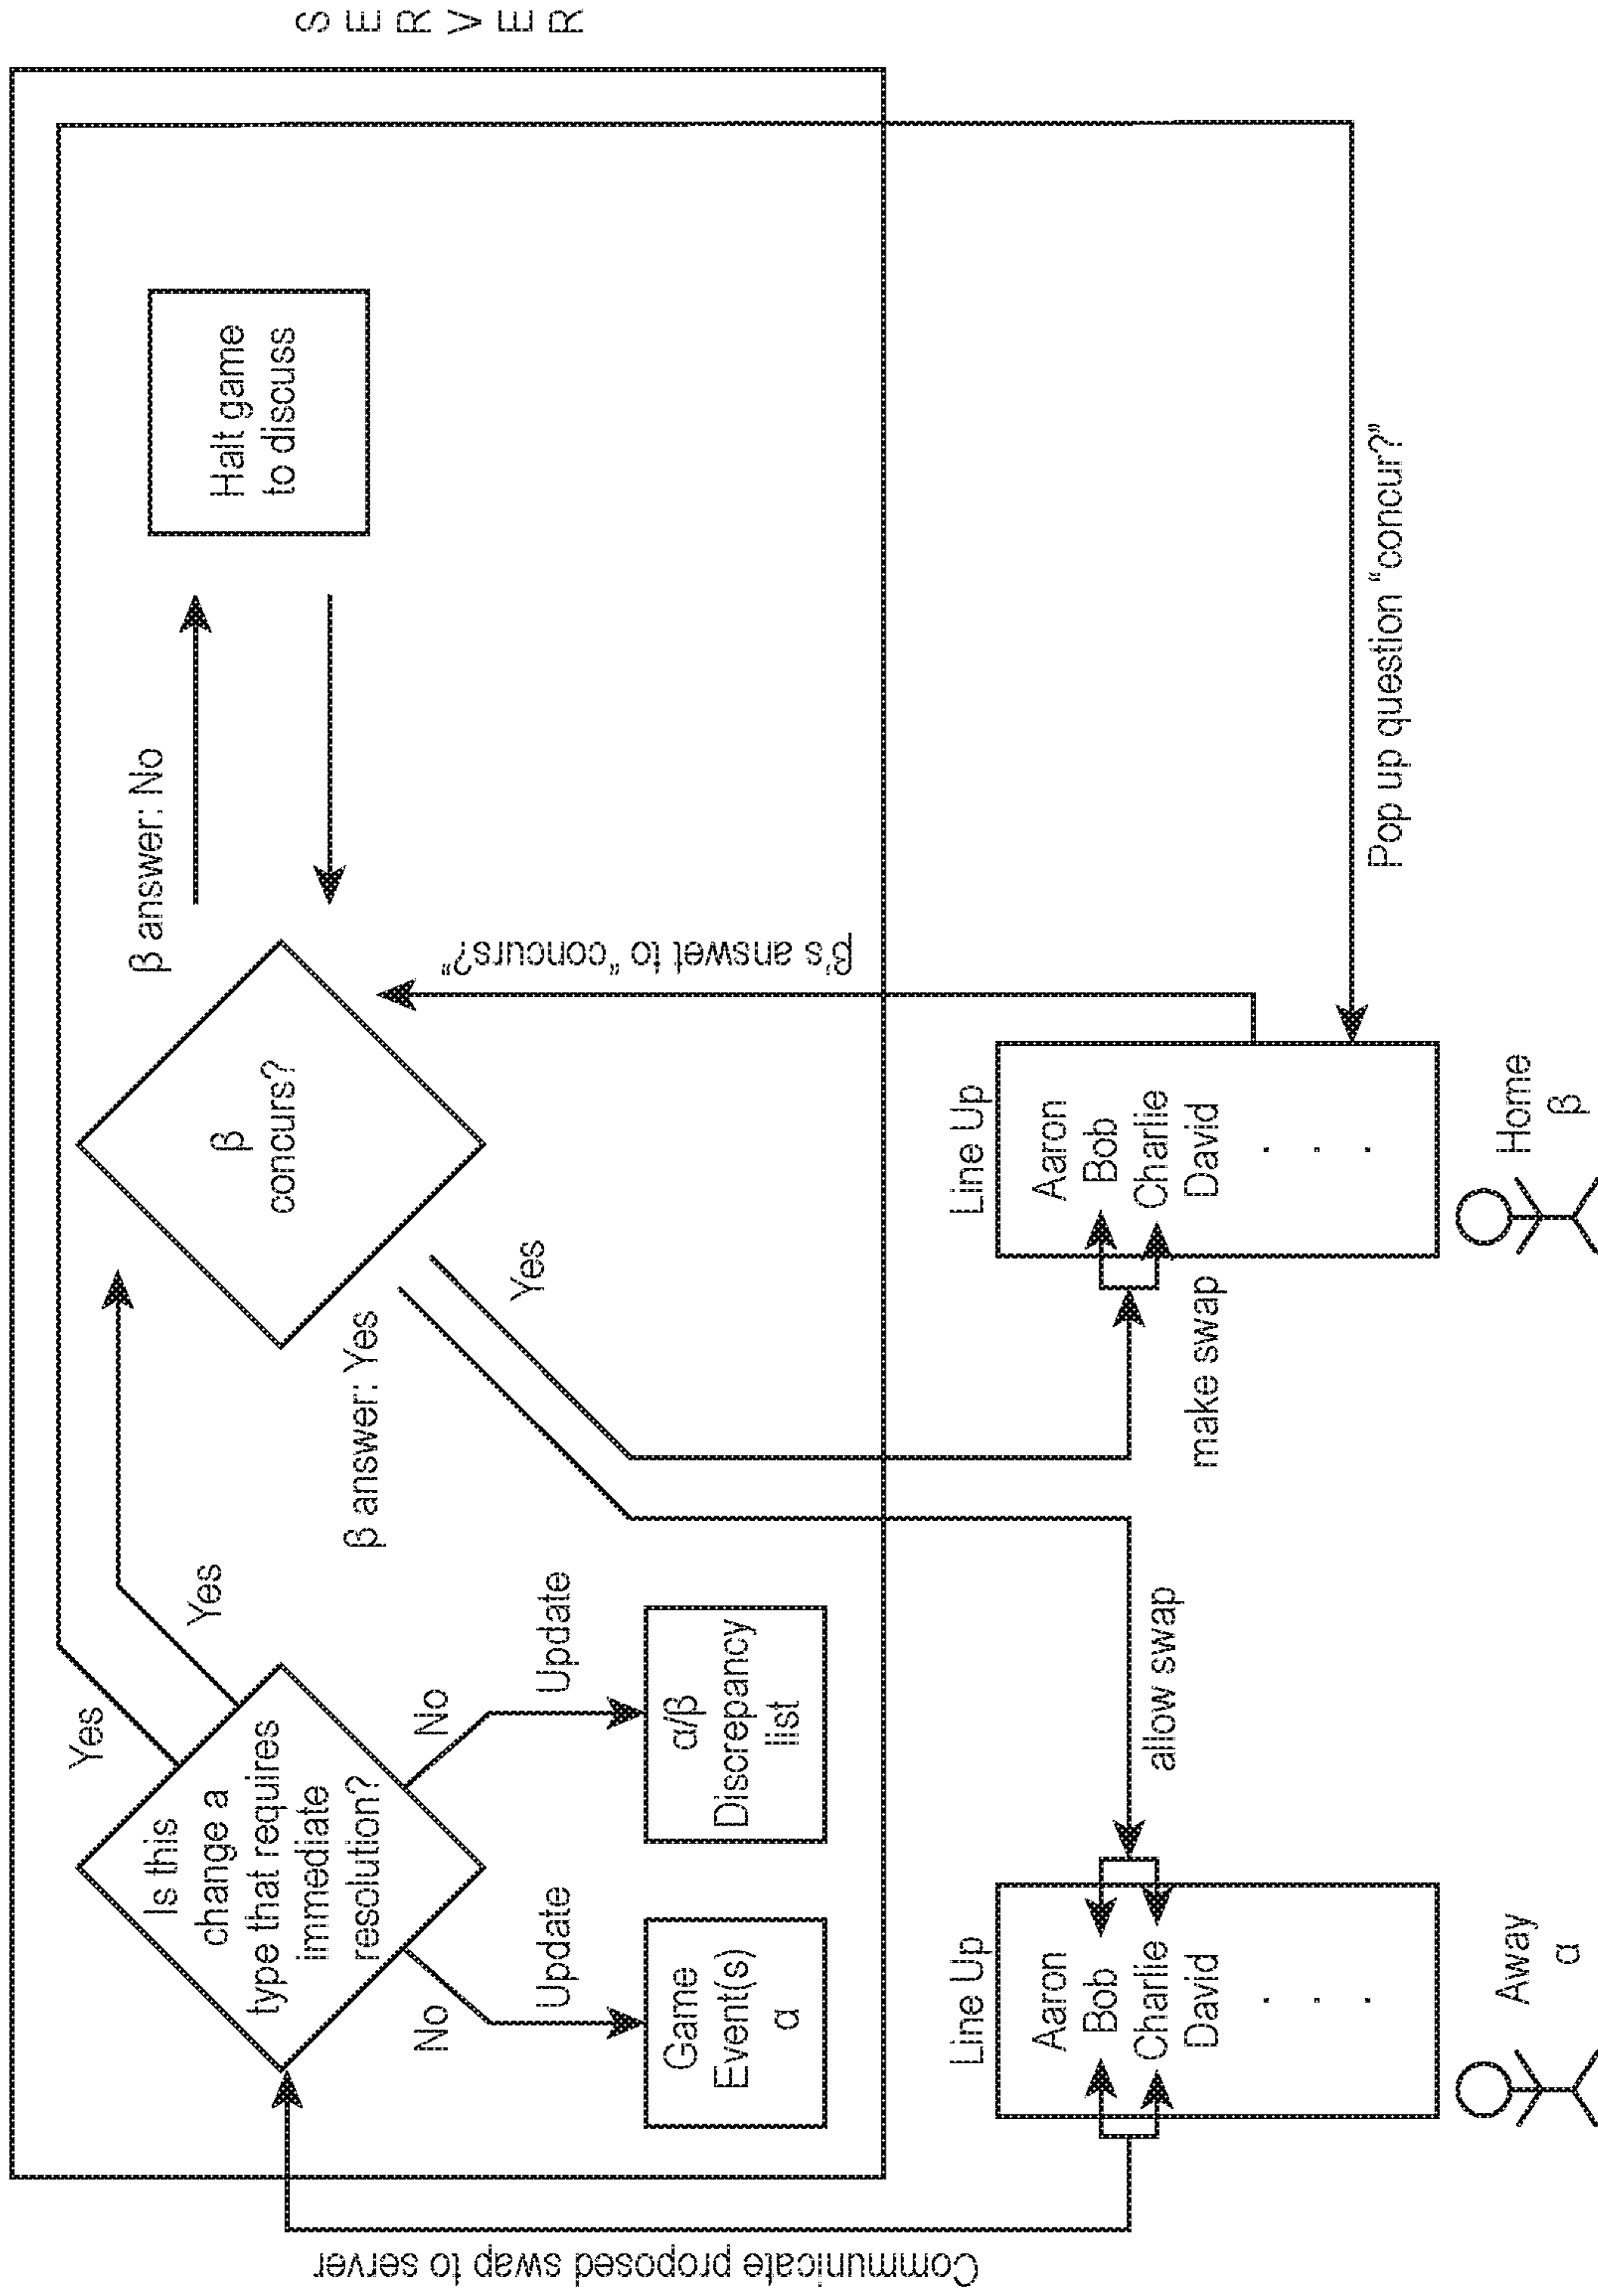 S E R V E R
Yes
Yes
Is this
change a
type that requires
immediate
resolution?
No
Update
Game
Event(s)
α
No
Update
α/β
Discrepancy
list
β
concurs?
β answer: No
Halt game
to discuss
β answer: Yes
Yes
β's answet to "concurs?"
Communicate proposed swap to server
Line Up
Aaron
Bob
Charlie
David
.
.
.
Away
α
allow swap
make swap
Line Up
Aaron
Bob
Charlie
David
.
.
.
Home
β
Pop up question "concur?"